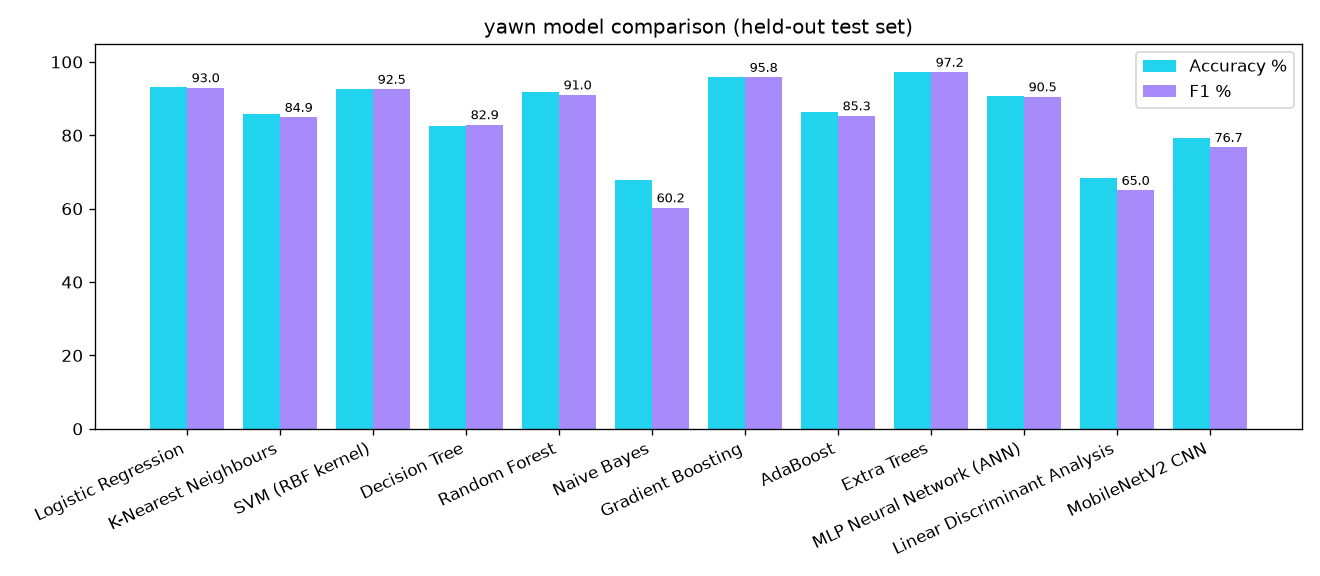 yawn model comparison (held-out test set)
Accuracy %
F1 %
100
80
60
40
20
0
93.0
84.9
92.5
82.9
91.0
60.2
95.8
85.3
97.2
90.5
65.0
76.7
Logistic Regression
K-Nearest Neighbours
SVM (RBF kernel)
Decision Tree
Random Forest
Naive Bayes
Gradient Boosting
AdaBoost
Extra Trees
MLP Neural Network (ANN)
Linear Discriminant Analysis
MobileNetV2 CNN